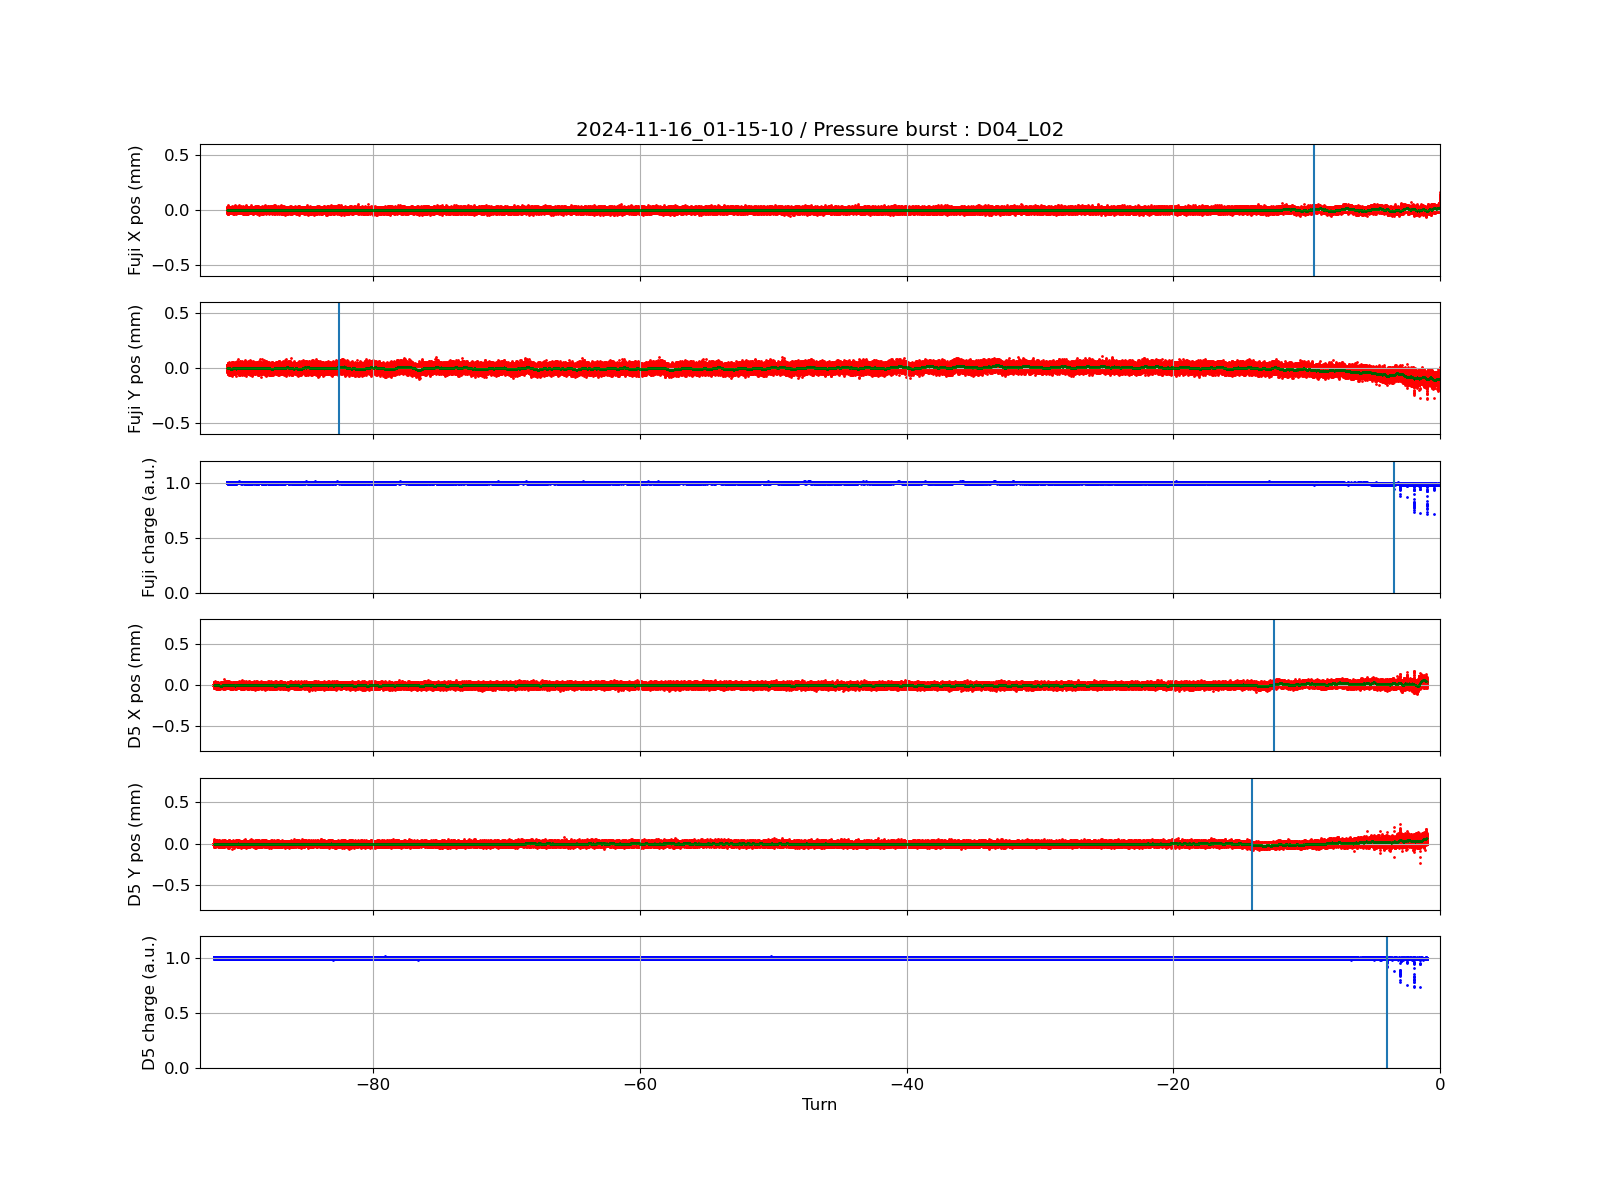 2024-11-16_01-15-10 / Pressure burst : D04_L02
Fuji X pos (mm)
0.5
0.0
−0.5
Fuji Y pos (mm)
0.5
0.0
−0.5
Fuji charge (a.u.)
1.0
0.5
0.0
D5 X pos (mm)
0.5
0.0
−0.5
D5 Y pos (mm)
0.5
0.0
−0.5
D5 charge (a.u.)
1.0
0.5
0.0
−80 −60 −40 −20 0
Turn